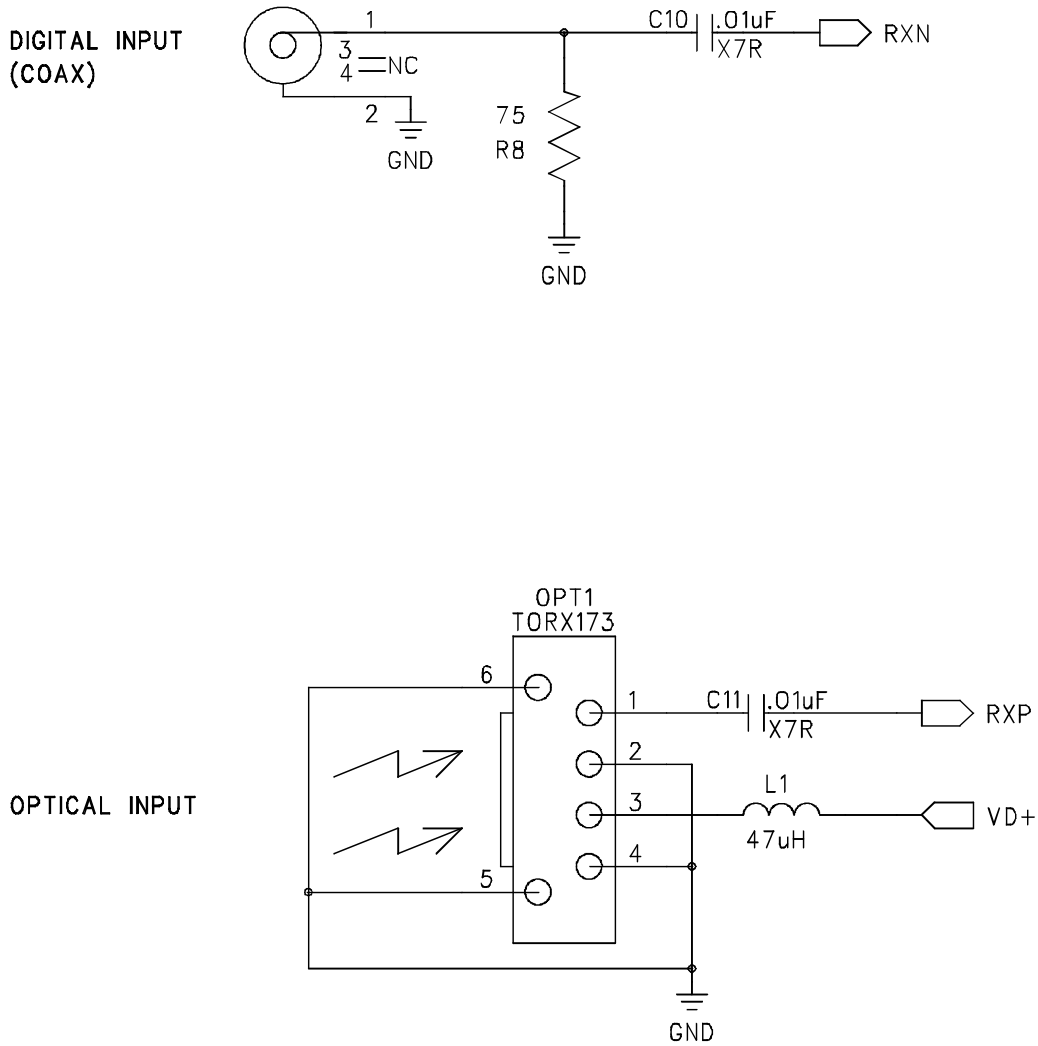 DIGITAL INPUT
(COAX)
1
3
4
NC
2
GND
C10
.01uF
X7R
RXN
75
R8
GND
OPT1
TORX173
6
1
C11
.01uF
X7R
RXP
2
L1
OPTICAL INPUT
3
47uH
VD+
4
5
GND